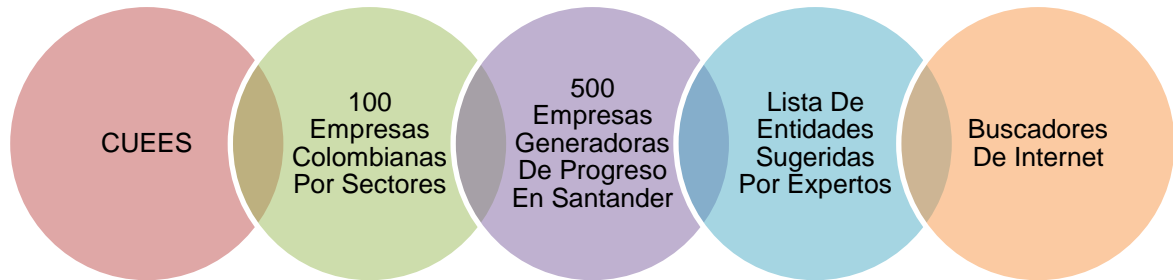 CUEES
100
Empresas
Colombianas
Por Sectores
500
Empresas
Generadoras
De Progreso
En Santander
Lista De
Entidades
Sugeridas
Por Expertos
Buscadores
De Internet